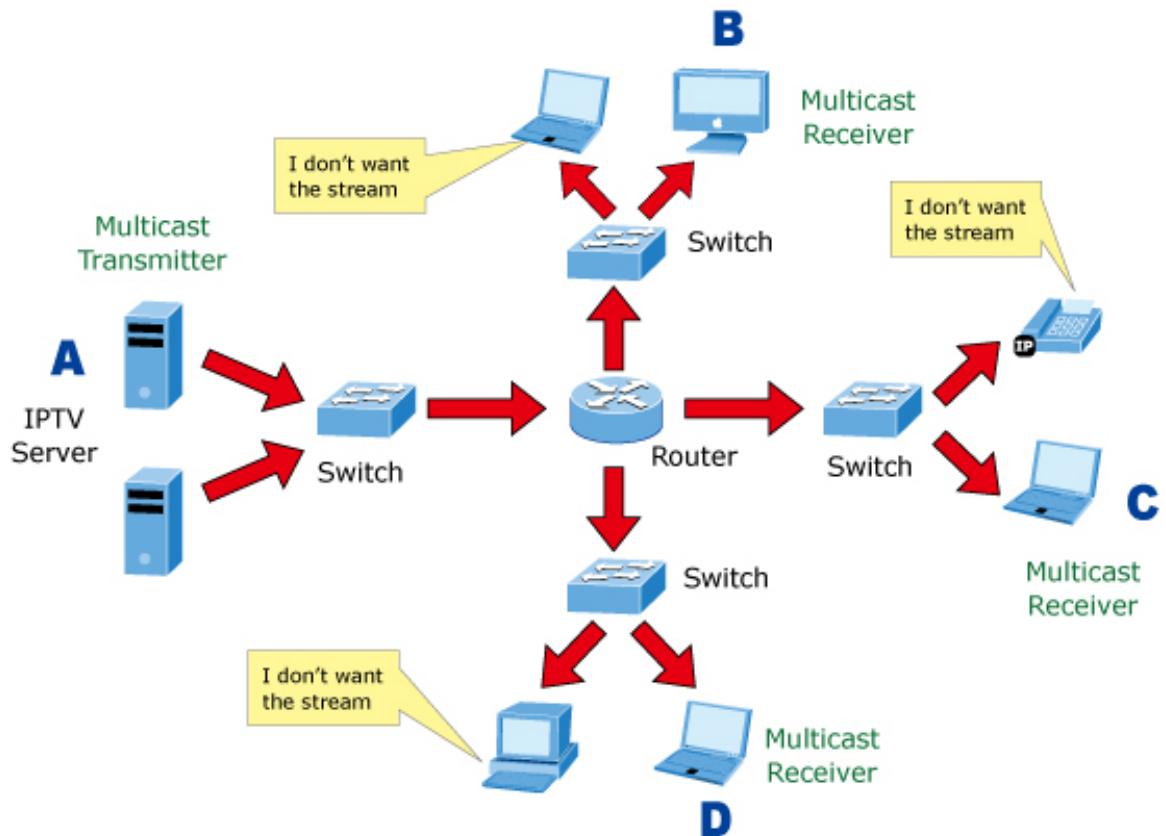 B
Multicast
Receiver
I don't want
the stream
Switch
I don't want
the stream
Multicast
Transmitter
A
IPTV
Server
Switch
Router
IP
Switch
C
Multicast
Receiver
Switch
I don't want
the stream
Multicast
Receiver
D